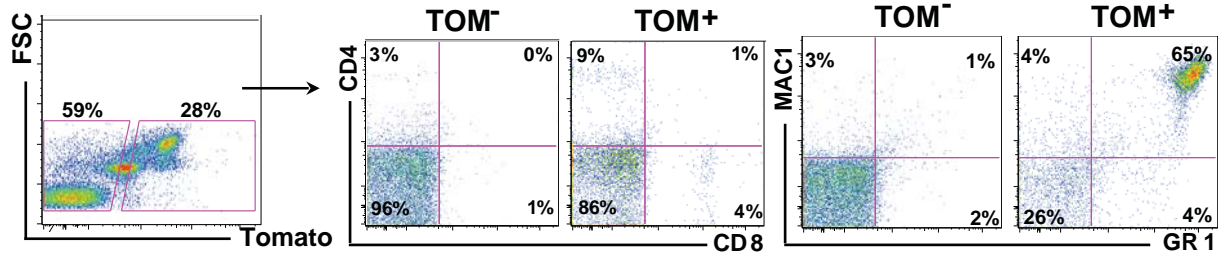 FSC
59%
28%
Tomato
TOM-
TOM+
CD4
3%
0%
96%
1%
9%
1%
86%
4%
CD8
TOM-
TOM+
MAC1
3%
1%
2%
4%
65%
26%
4%
GR1